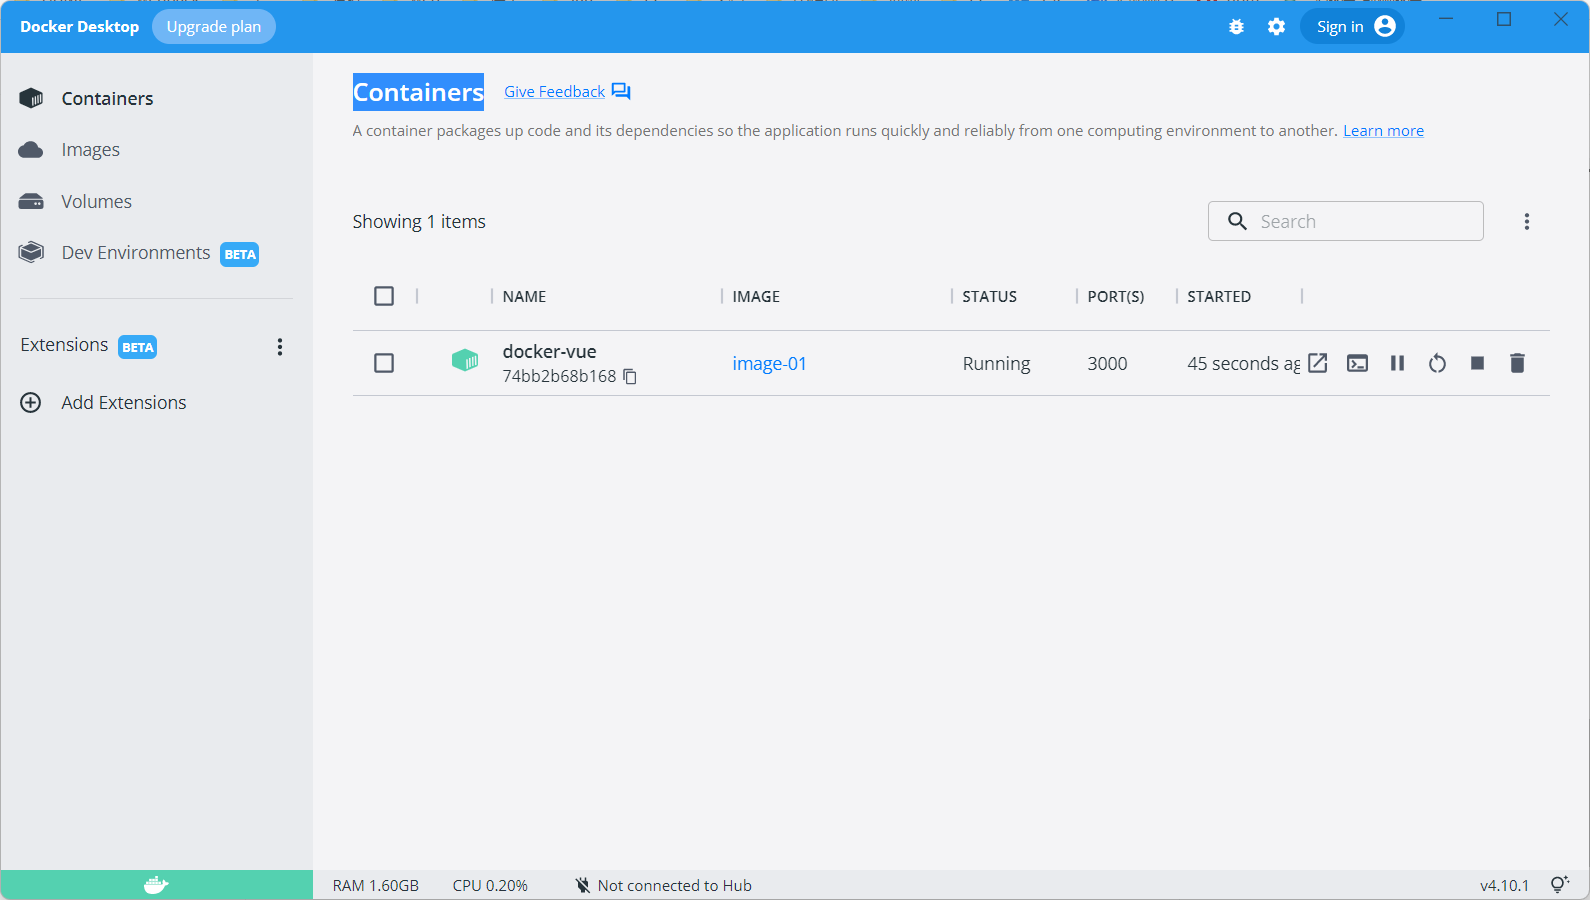 Docker Desktop Upgrade plan Sign in
Containers
Images
Volumes
Dev Environments BETA
Extensions BETA
Add Extensions
Containers Give Feedback
A container packages up code and its dependencies so the application runs quickly and reliably from one computing environment to another. Learn more
Showing 1 items Search
NAME IMAGE STATUS PORT(S) STARTED
docker-vue image-01 Running 3000 45 seconds ag
74bb2b68b168
RAM 1.60GB CPU 0.20% Not connected to Hub v4.10.1